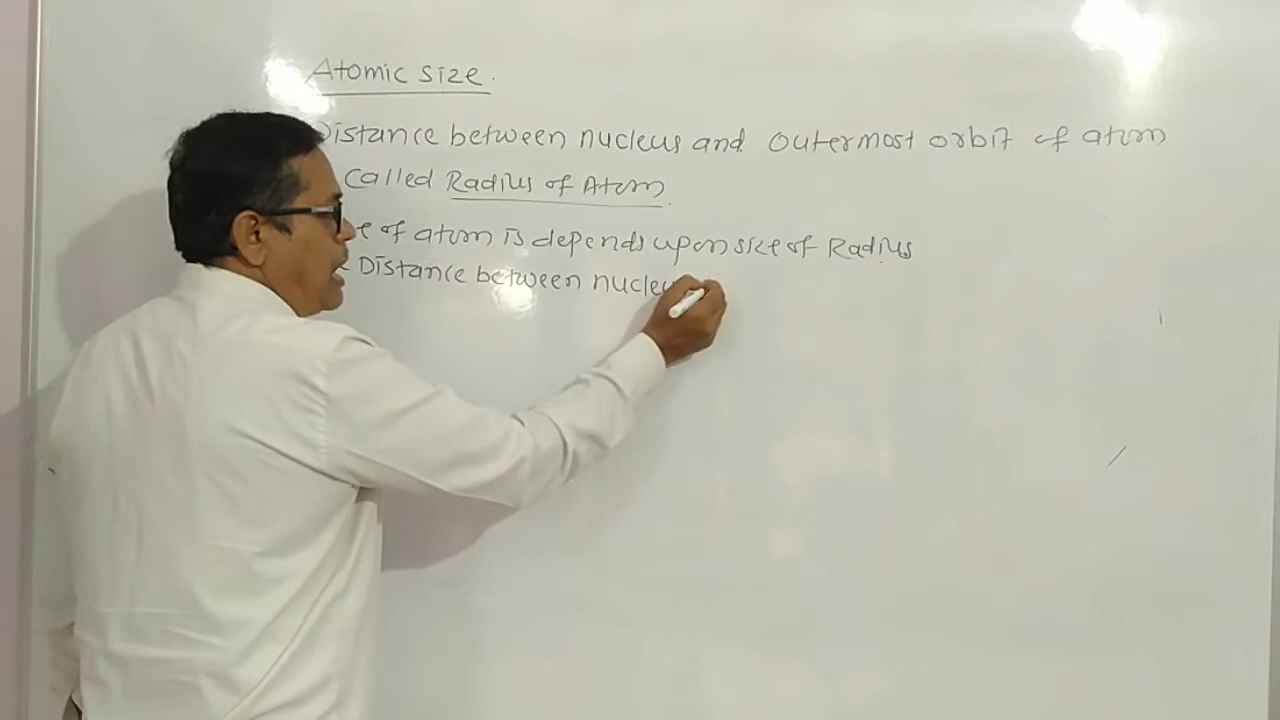 Atomic size.
Distance between nucleus and outermost orbit of atom
called Radius of Atom.
of atom is depends upon size of Radius
Distance between